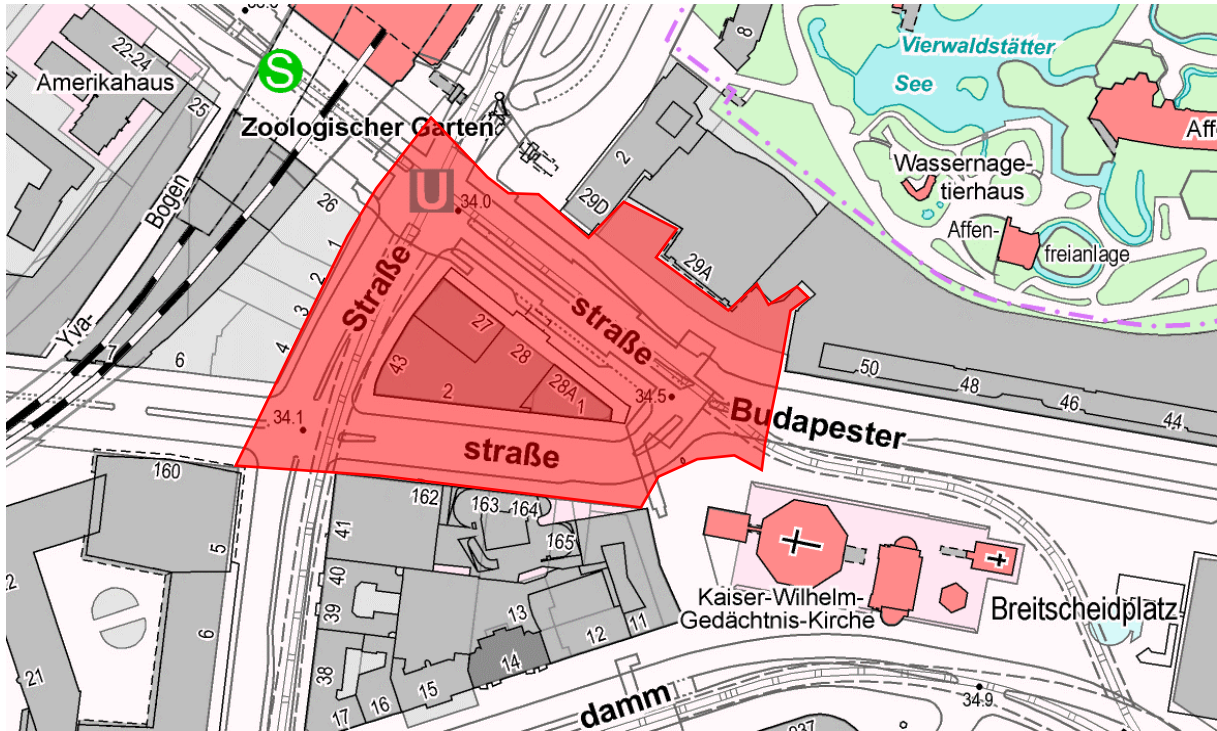 22-24
Amerikahaus
25
S
Zoologischer Garten
U
34.0
8
Vierwaldstätter
See
Aff
Wassernage-
tierhaus
Affen-
freianlage
2
29D
29A
Bogen
Yva-
26
1
2
3
4
6
7
Straße
straße
27
28
28A
1
43
2
34.5
34.1
straße
Budapester
50
48
46
44
160
162
163
164
165
5
6
41
40
39
38
17
16
15
14
13
12
11
21
Kaiser-Wilhelm-
Gedächtnis-Kirche
Breitscheidplatz
damm
34.9